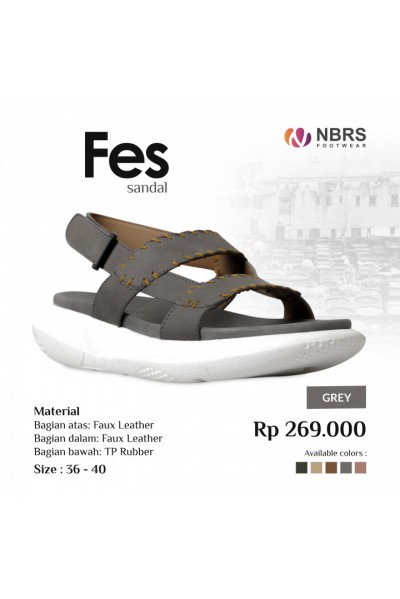 NBRS
FOOTWEAR
Fes
sandal
GREY
Material
Bagian atas: Faux Leather
Bagian dalam: Faux Leather
Bagian bawah: TP Rubber
Size : 36 - 40
Rp 269.000
Available colors :